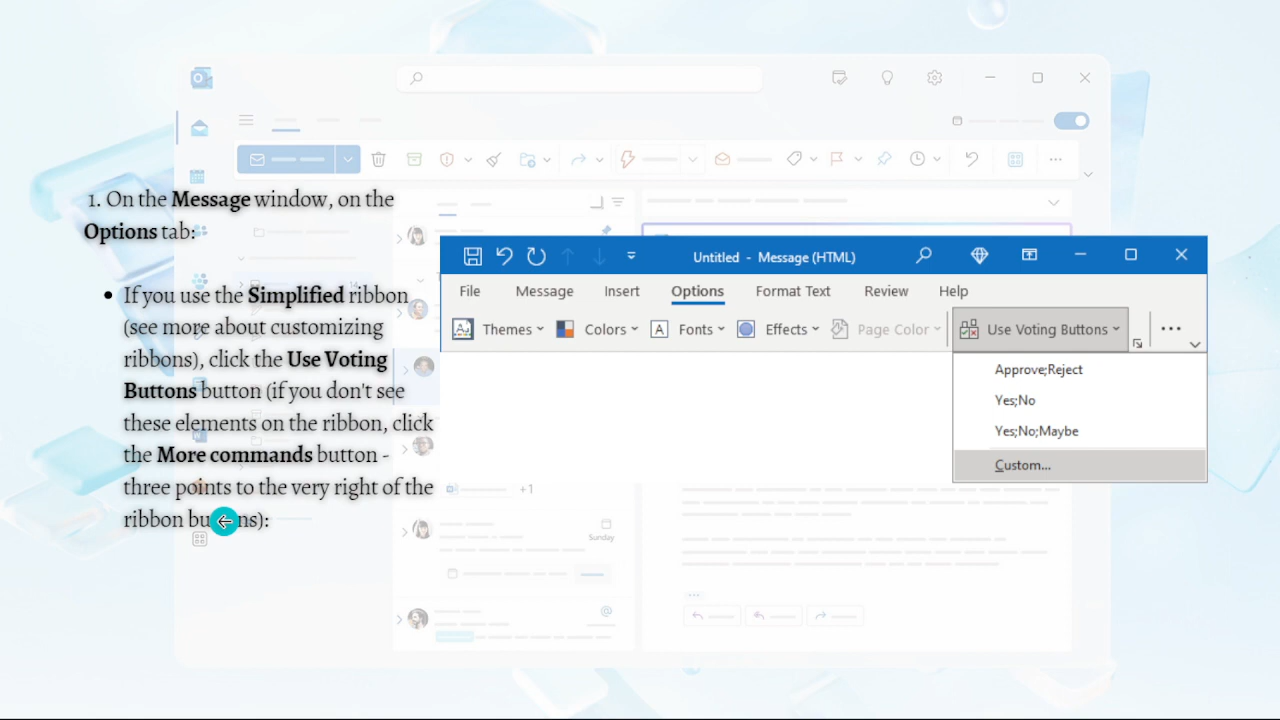 1. On the Message window, on the
Options tab:
If you use the Simplified ribbon
(see more about customizing
ribbons), click the Use Voting
Buttons button (if you don't see
these elements on the ribbon, click
the More commands button -
three points to the very right of the
ribbon bu ns):
Untitled - Message (HTML)
File Message Insert Options Format Text Review Help
Themes Colors Fonts Effects Page Color Use Voting Buttons
Approve;Reject
Yes;No
Yes;No;Maybe
Custom...
+1
Sunday